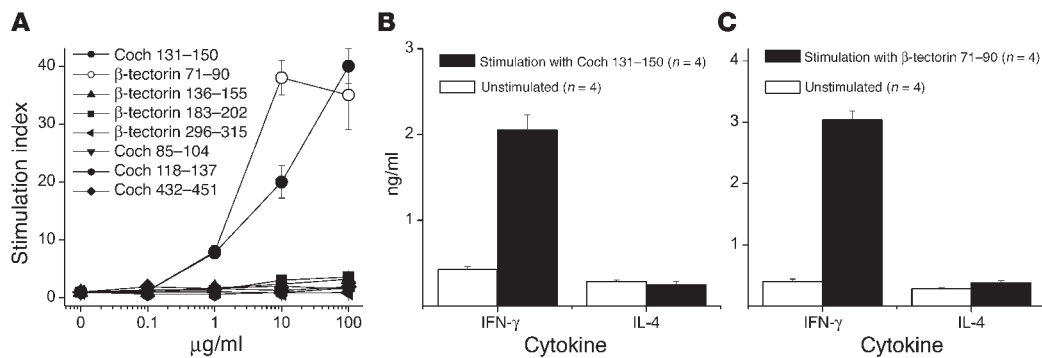 A
Stimulation index
40
30
20
10
0
Coch 131–150
β-tectorin 71–90
β-tectorin 136–155
β-tectorin 183–202
β-tectorin 296–315
Coch 85–104
Coch 118–137
Coch 432–451
0
0.1
1
10
100
μg/ml
B
ng/ml
3
2
1
Stimulation with Coch 131–150 (n = 4)
Unstimulated (n = 4)
IFN-γ
IL-4
Cytokine
C
4
3
2
1
Stimulation with β-tectorin 71–90 (n = 4)
Unstimulated (n = 4)
IFN-γ
IL-4
Cytokine